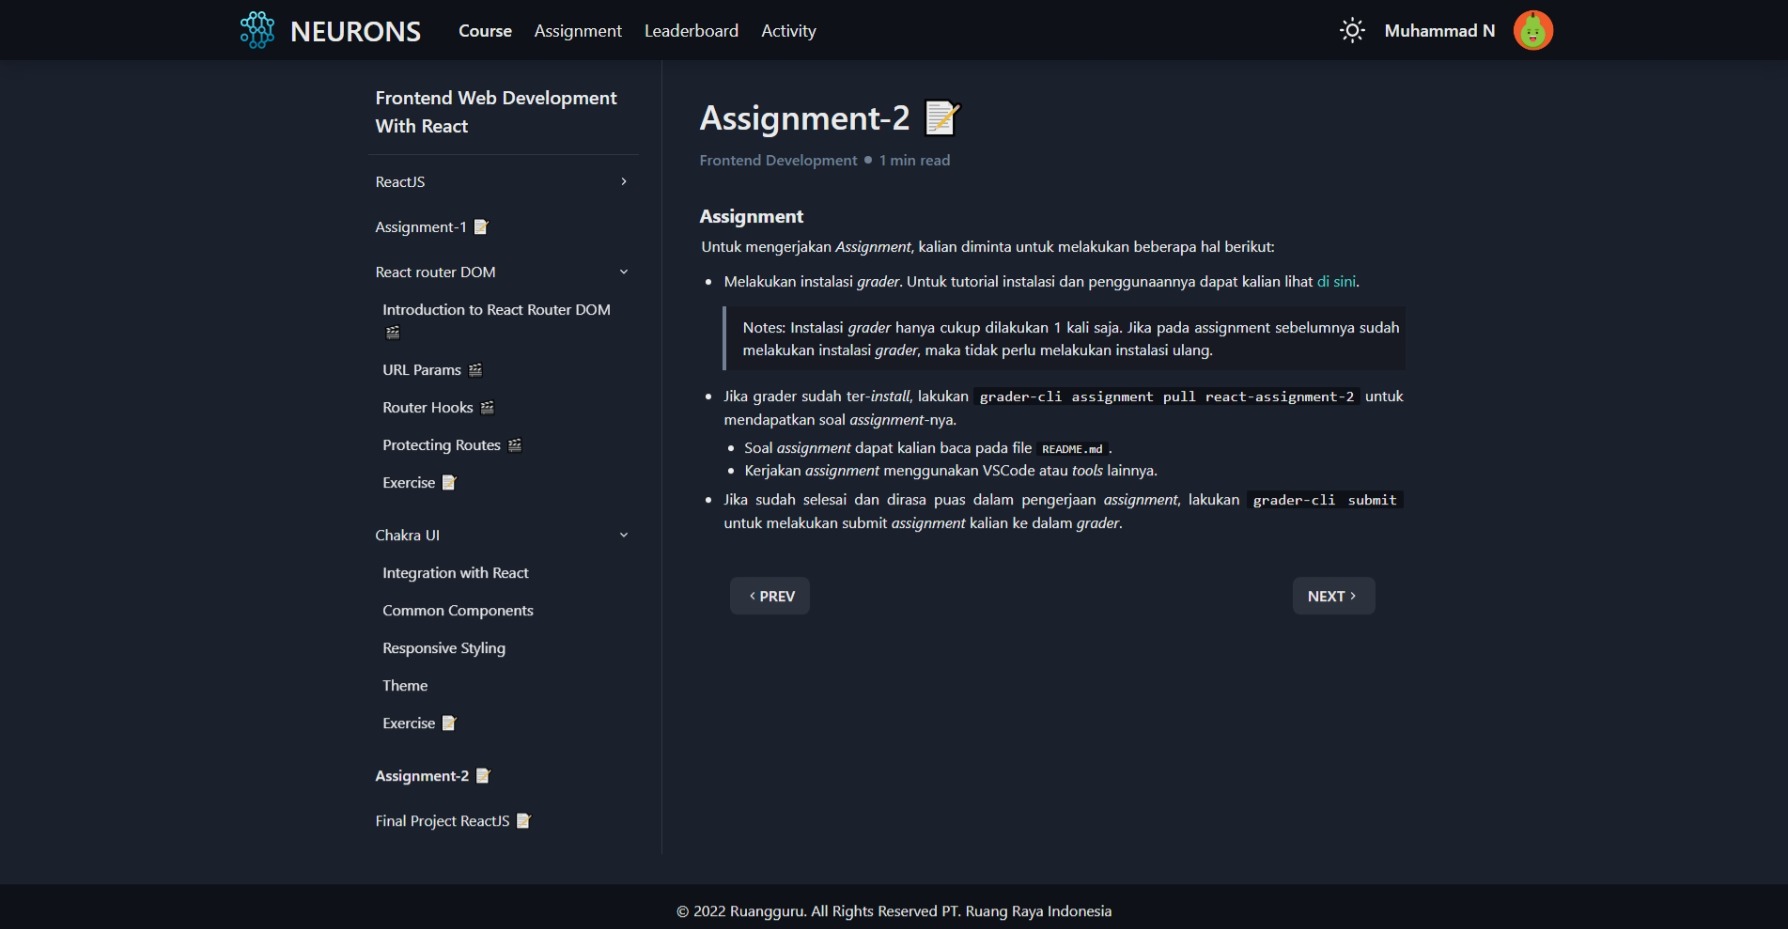 NEURONS
Course
Assignment
Leaderboard
Activity
Muhammad N
Frontend Web Development
With React
ReactJS
Assignment-1
React router DOM
Introduction to React Router DOM
URL Params
Router Hooks
Protecting Routes
Exercise
Chakra UI
Integration with React
Common Components
Responsive Styling
Theme
Exercise
Assignment-2
Final Project ReactJS
Assignment-2
Frontend Development • 1 min read
Assignment
Untuk mengerjakan Assignment, kalian diminta untuk melakukan beberapa hal berikut:
• Melakukan instalasi grader. Untuk tutorial instalasi dan penggunaannya dapat kalian lihat di sini.
Notes: Instalasi grader hanya cukup dilakukan 1 kali saja. Jika pada assignment sebelumnya sudah
melakukan instalasi grader, maka tidak perlu melakukan instalasi ulang.
• Jika grader sudah ter-install, lakukan grader-cli assignment pull react-assignment-2 untuk
mendapatkan soal assignment-nya.
• Soal assignment dapat kalian baca pada file README.md .
• Kerjakan assignment menggunakan VSCode atau tools lainnya.
• Jika sudah selesai dan dirasa puas dalam pengerjaan assignment, lakukan grader-cli submit
untuk melakukan submit assignment kalian ke dalam grader.
‹ PREV
NEXT ›
© 2022 Ruangguru. All Rights Reserved PT. Ruang Raya Indonesia